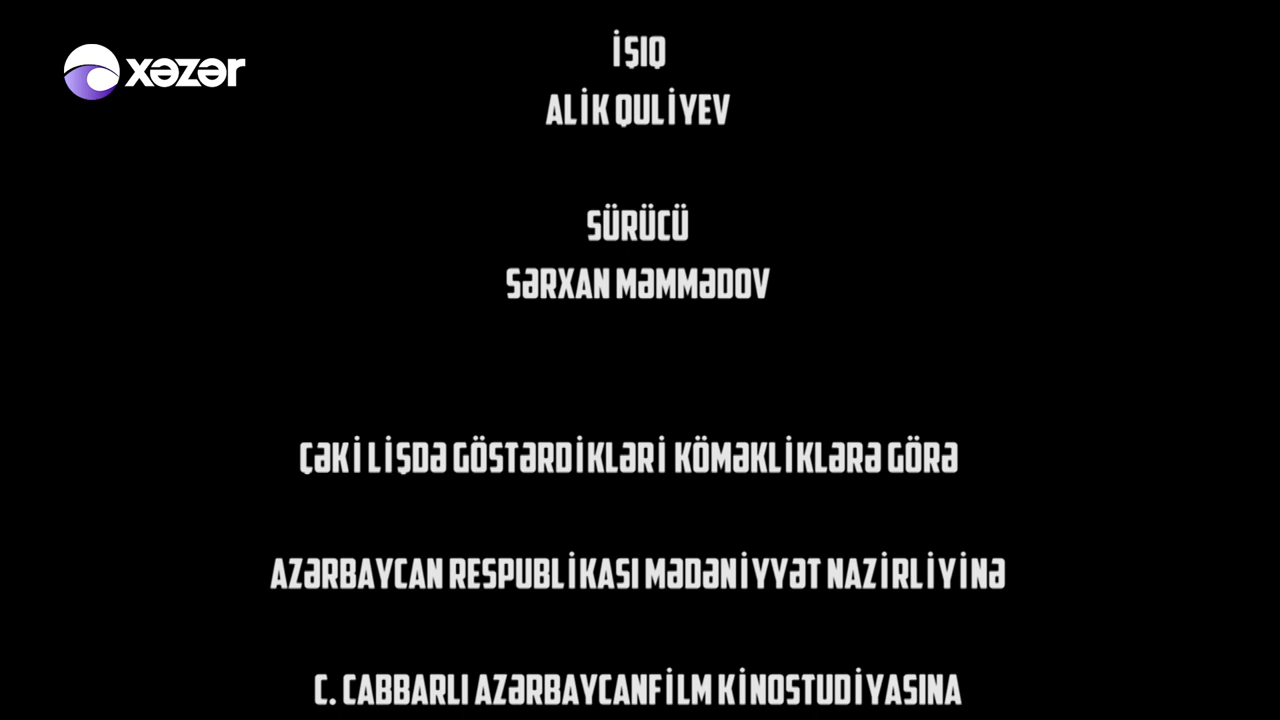 xəzər
İŞIQ
ALİK QULİYEV
SÜRÜCÜ
SƏRXAN MƏMMƏDOV
ÇƏKİLİŞDƏ GÖSTƏRDİKLƏRİ KÖMƏKLİKLƏRƏ GÖRƏ
AZƏRBAYCAN RESPUBLİKASI MƏDƏNİYYƏT NAZİRLİYİNƏ
C. CABBARLI AZƏRBAYCANFİLM KİNOSTUDİYASINA